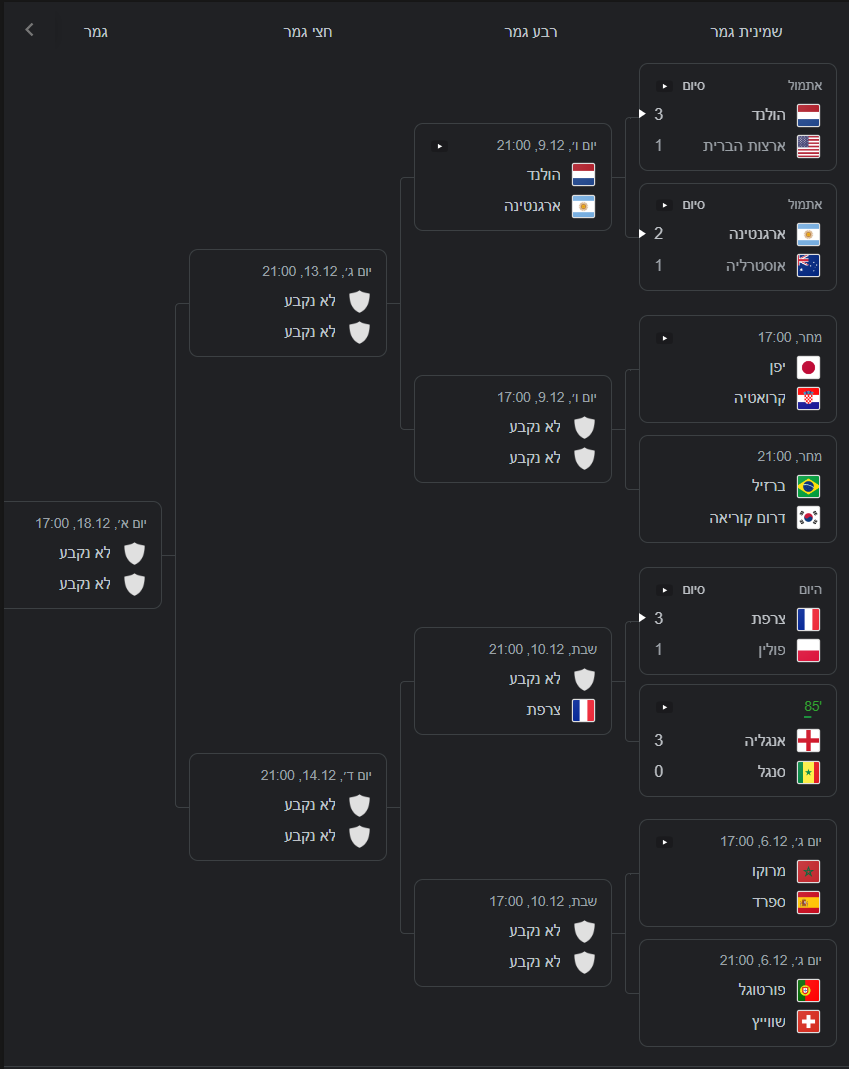 שמינית גמר
רבע גמר
חצי גמר
גמר
אתמול סיום
הולנד 3
ארצות הברית 1
אתמול סיום
ארגנטינה 2
אוסטרליה 1
מחר, 17:00
יפן
קרואטיה
מחר, 21:00
ברזיל
דרום קוריאה
היום סיום
צרפת 3
פולין 1
85'
אנגליה 3
סנגל 0
יום ג׳, 6.12, 17:00
מרוקו
ספרד
יום ג׳, 6.12, 21:00
פורטוגל
שווייץ
יום ו׳, 9.12, 21:00
הולנד
ארגנטינה
יום ו׳, 9.12, 17:00
לא נקבע
לא נקבע
שבת, 10.12, 21:00
לא נקבע
צרפת
שבת, 10.12, 17:00
לא נקבע
לא נקבע
יום ג׳, 13.12, 21:00
לא נקבע
לא נקבע
יום ד׳, 14.12, 21:00
לא נקבע
לא נקבע
יום א׳, 18.12, 17:00
לא נקבע
לא נקבע